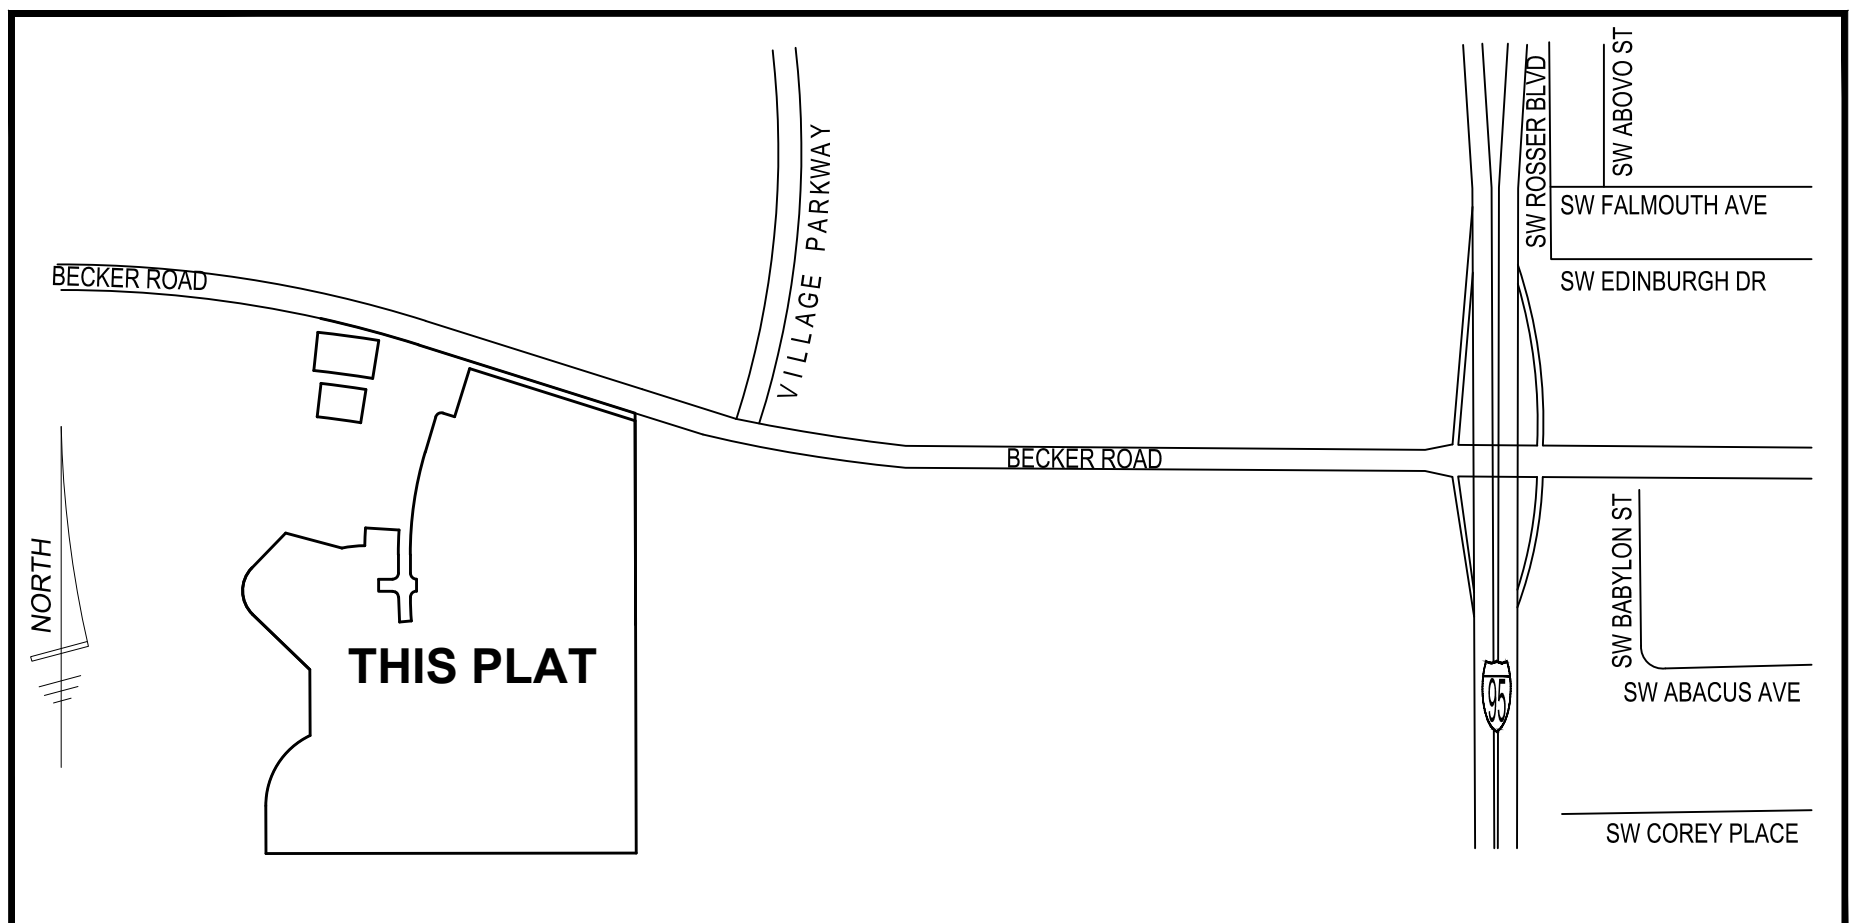 SW ABOVO ST
SW ROSSER BLVD
VILLAGE PARKWAY
SW FALMOUTH AVE
BECKER ROAD
SW EDINBURGH DR
BECKER ROAD
SW BABYLON ST
NORTH
THIS PLAT
95
SW ABACUS AVE
SW COREY PLACE